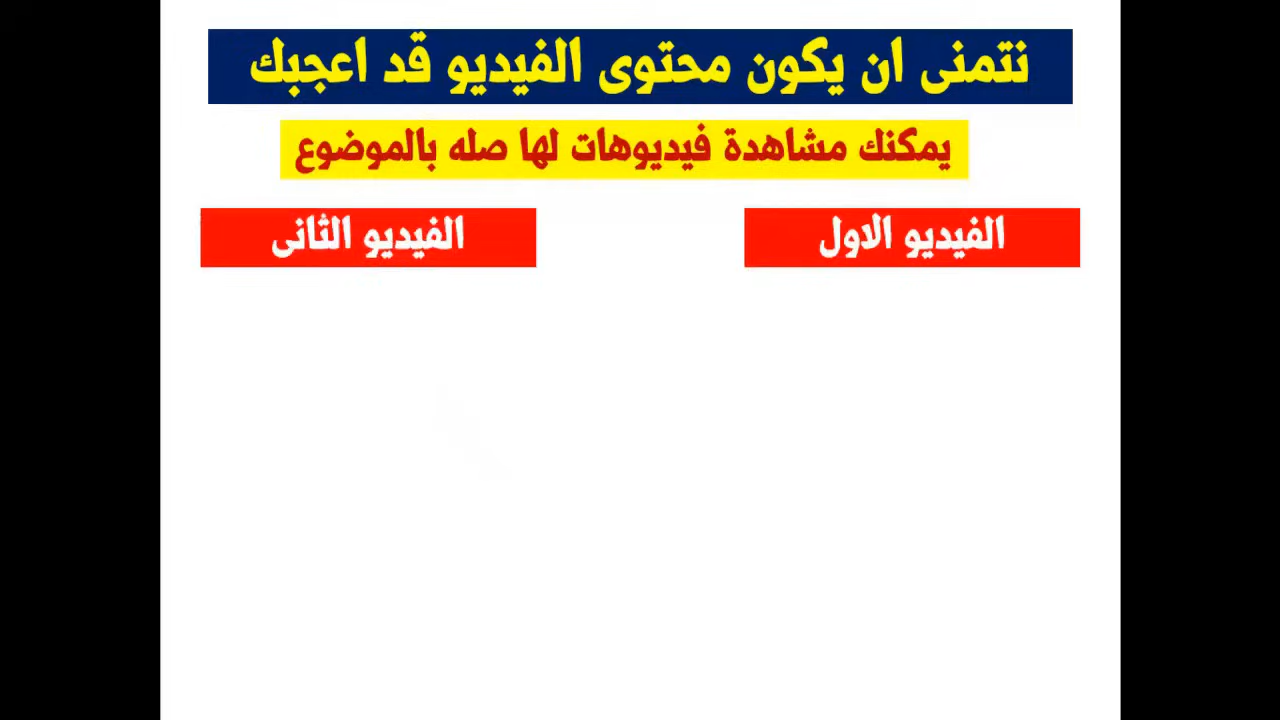 نتمنى ان يكون محتوى الفيديو قد اعجبك
يمكنك مشاهدة فيديوهات لها صله بالموضوع
الفيديو الاول
الفيديو الثانى